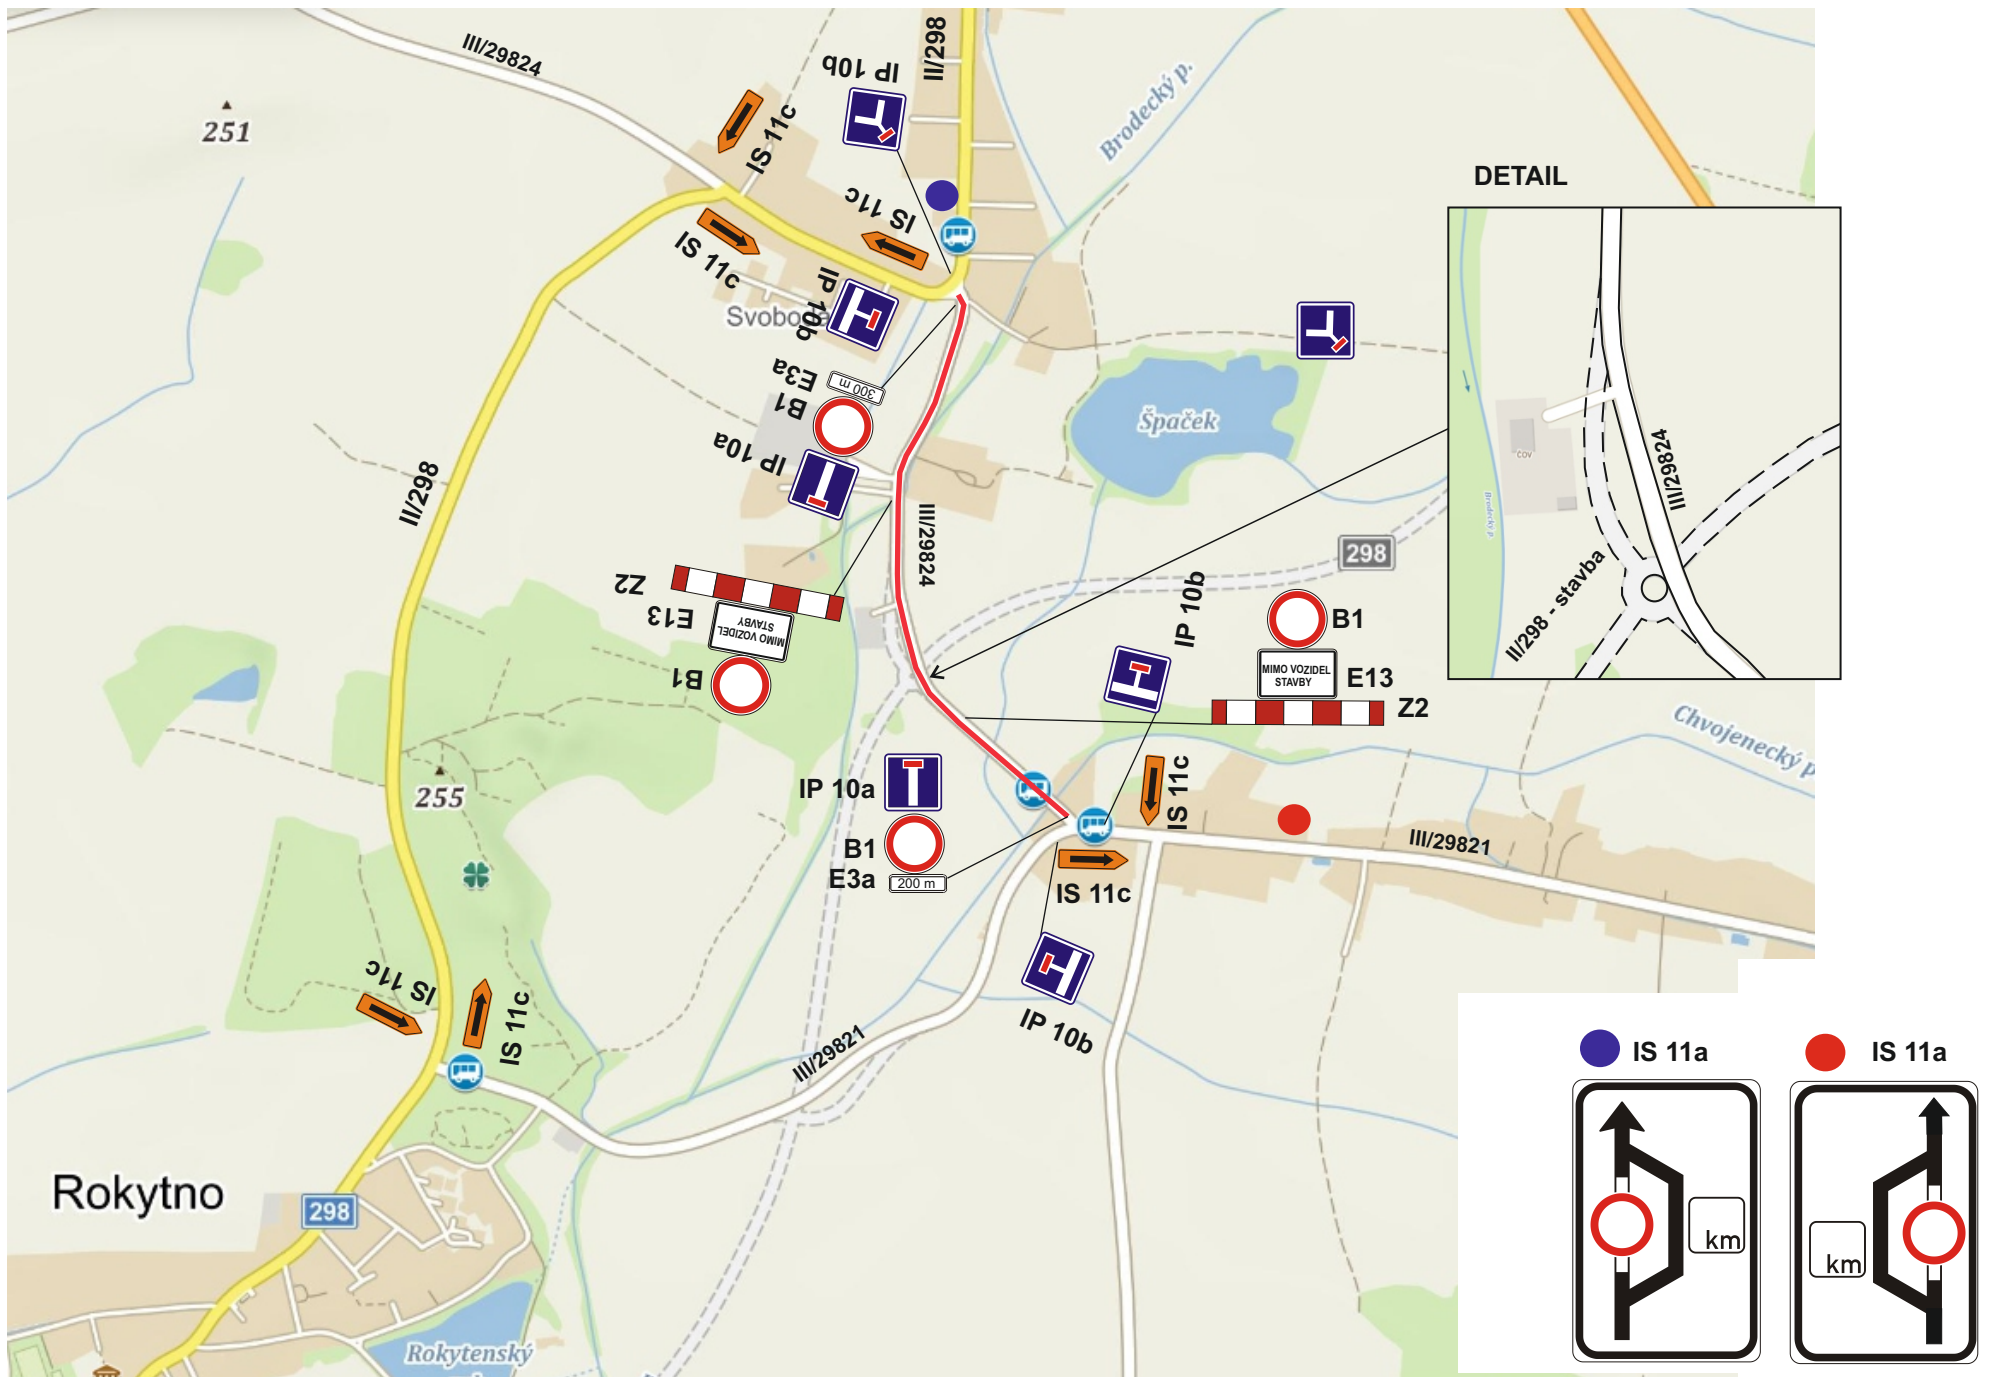 III/29824
IP 10b
II/298
Brodecký p.
251
IS 11c
DETAIL
IS 11c
IS 11c
IP 10b
Svobod
E3a
300 m
B1
Špaček
IP 10a
III/29824
II/298
ČOV
Brodecký p.
III/29824
298
II/298 - stavba
Z2
E13
MIMO VOZIDEL
STAVBY
B1
IP 10b
B1
MIMO VOZIDEL
STAVBY
E13
Z2
Chvojenecký p.
255
IP 10a
B1
E3a
200 m
IS 11c
III/29821
IS 11c
IS 11c
IS 11c
IP 10b
III/29821
IS 11a
IS 11a
Rokytno
298
km
km
Rokytenský